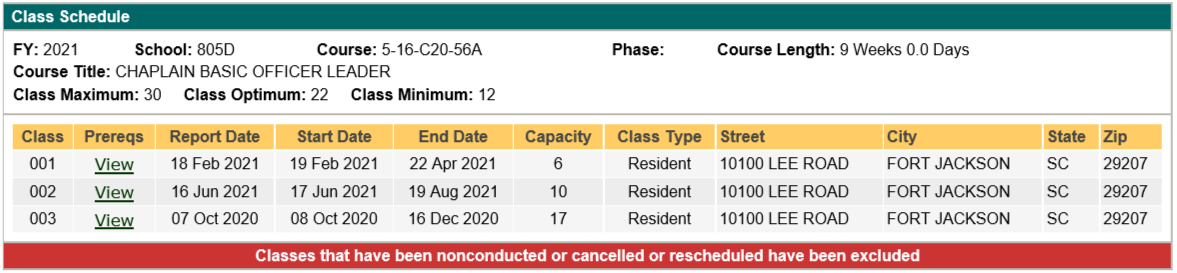 Class Schedule
FY: 2021 School: 805D Course: 5-16-C20-56A Phase: Course Length: 9 Weeks 0.0 Days
Course Title: CHAPLAIN BASIC OFFICER LEADER
Class Maximum: 30 Class Optimum: 22 Class Minimum: 12
Class Prereqs Report Date Start Date End Date Capacity Class Type Street City State Zip
001 View 18 Feb 2021 19 Feb 2021 22 Apr 2021 6 Resident 10100 LEE ROAD FORT JACKSON SC 29207
002 View 16 Jun 2021 17 Jun 2021 19 Aug 2021 10 Resident 10100 LEE ROAD FORT JACKSON SC 29207
003 View 07 Oct 2020 08 Oct 2020 16 Dec 2020 17 Resident 10100 LEE ROAD FORT JACKSON SC 29207
Classes that have been nonconducted or cancelled or rescheduled have been excluded